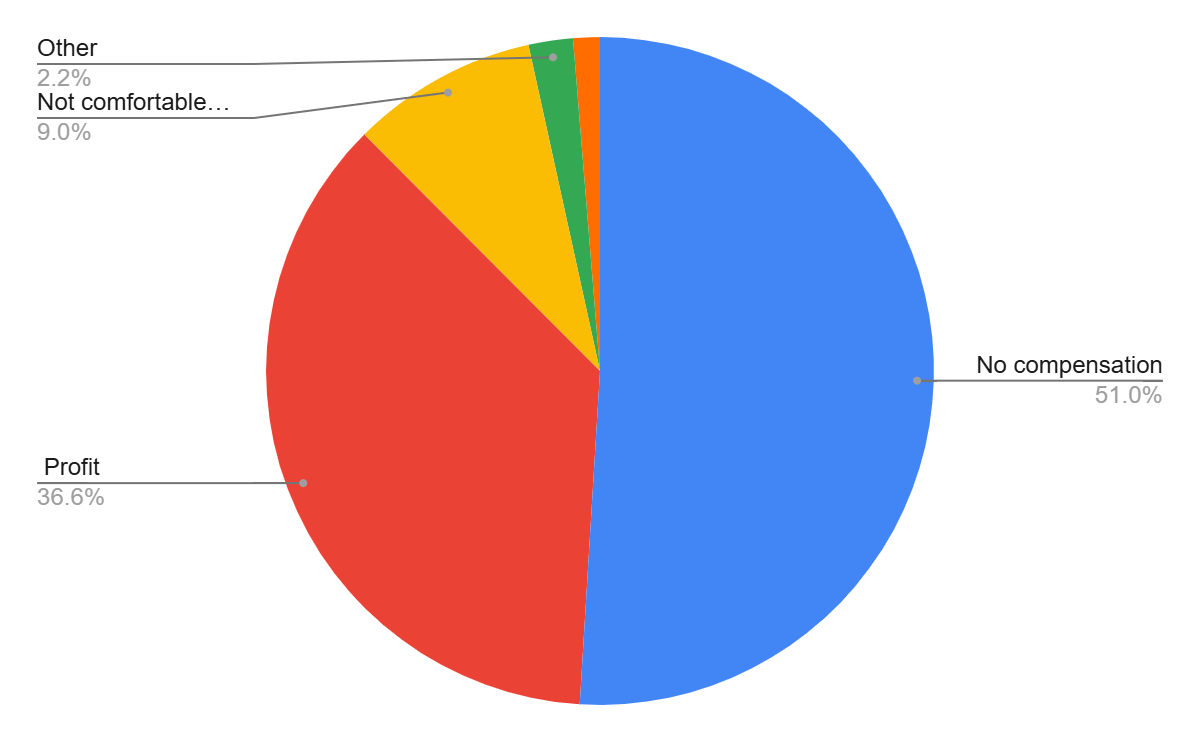 Other
2.2%
Not comfortable…
9.0%
No compensation
51.0%
Profit
36.6%